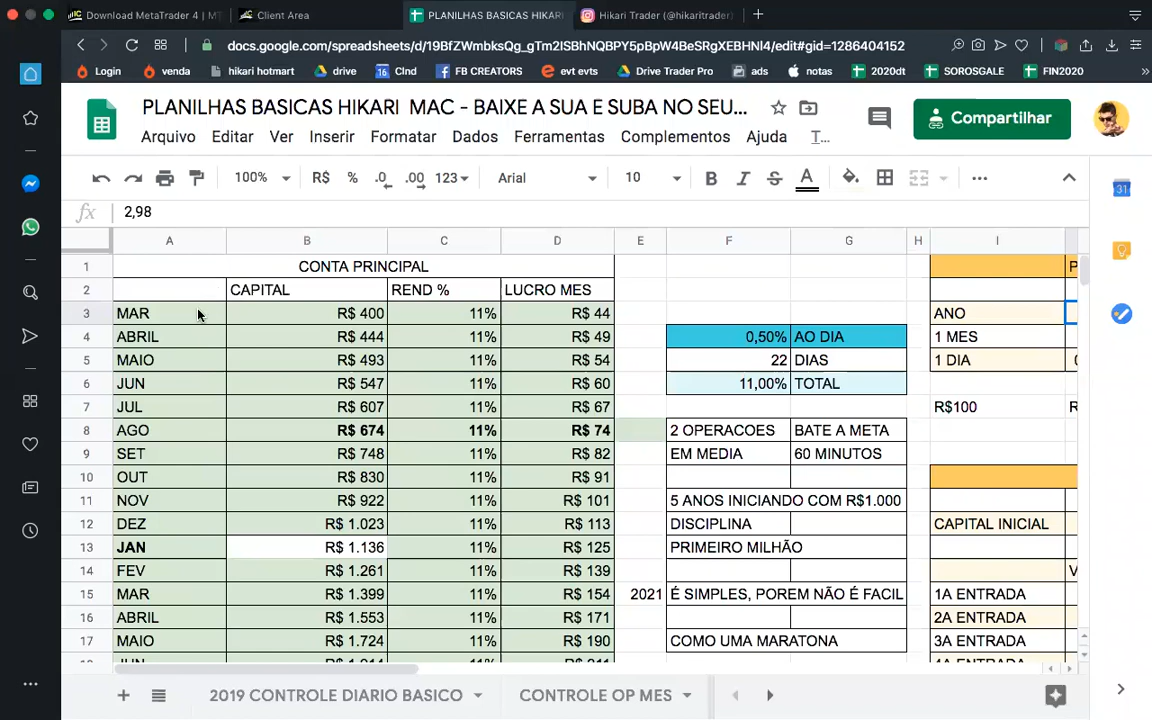 Download MetaTrader 4 | M
Client Area
PLANILHAS BASICAS HIKARI
Hikari Trader (@hikaritrader)
docs.google.com/spreadsheets/d/19BfZWmbksQg_gTm2ISBhNQBPY5pBpW4BeSRgXEBHNl4/edit#gid=1286404152
Login
venda
hikari hotmart
drive
16 Clnd
FB CREATORS
evt evts
Drive Trader Pro
ads
notas
2020dt
SOROSGALE
FIN2020
»
PLANILHAS BASICAS HIKARI MAC - BAIXE A SUA E SUBA NO SEU...
Compartilhar
Arquivo Editar Ver Inserir Formatar Dados Ferramentas Complementos Ajuda T...
100% R$ % .0 .00 123 Arial 10 B I S A
31
fx 2,98
A B C D E F G H I
1 CONTA PRINCIPAL P
2 CAPITAL REND % LUCRO MES
3 MAR R$ 400 11% R$ 44 ANO
4 ABRIL R$ 444 11% R$ 49 0,50% AO DIA 1 MES
5 MAIO R$ 493 11% R$ 54 22 DIAS 1 DIA 0
6 JUN R$ 547 11% R$ 60 11,00% TOTAL
7 JUL R$ 607 11% R$ 67 R$100 R
8 AGO R$ 674 11% R$ 74 2 OPERACOES BATE A META
9 SET R$ 748 11% R$ 82 EM MEDIA 60 MINUTOS
10 OUT R$ 830 11% R$ 91
11 NOV R$ 922 11% R$ 101 5 ANOS INICIANDO COM R$1.000
12 DEZ R$ 1.023 11% R$ 113 DISCIPLINA CAPITAL INICIAL
13 JAN R$ 1.136 11% R$ 125 PRIMEIRO MILHÃO
14 FEV R$ 1.261 11% R$ 139 V
15 MAR R$ 1.399 11% R$ 154 2021 É SIMPLES, POREM NÃO É FACIL 1A ENTRADA
16 ABRIL R$ 1.553 11% R$ 171 2A ENTRADA
17 MAIO R$ 1.724 11% R$ 190 COMO UMA MARATONA 3A ENTRADA
2019 CONTROLE DIARIO BASICO
CONTROLE OP MES